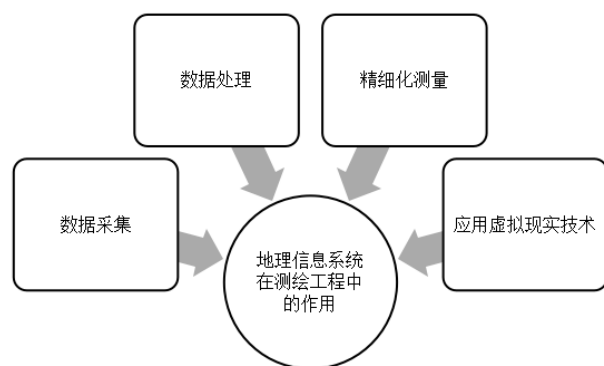 数据处理
精细化测量
数据采集
应用虚拟现实技术
地理信息系统
在测绘工程中
的作用